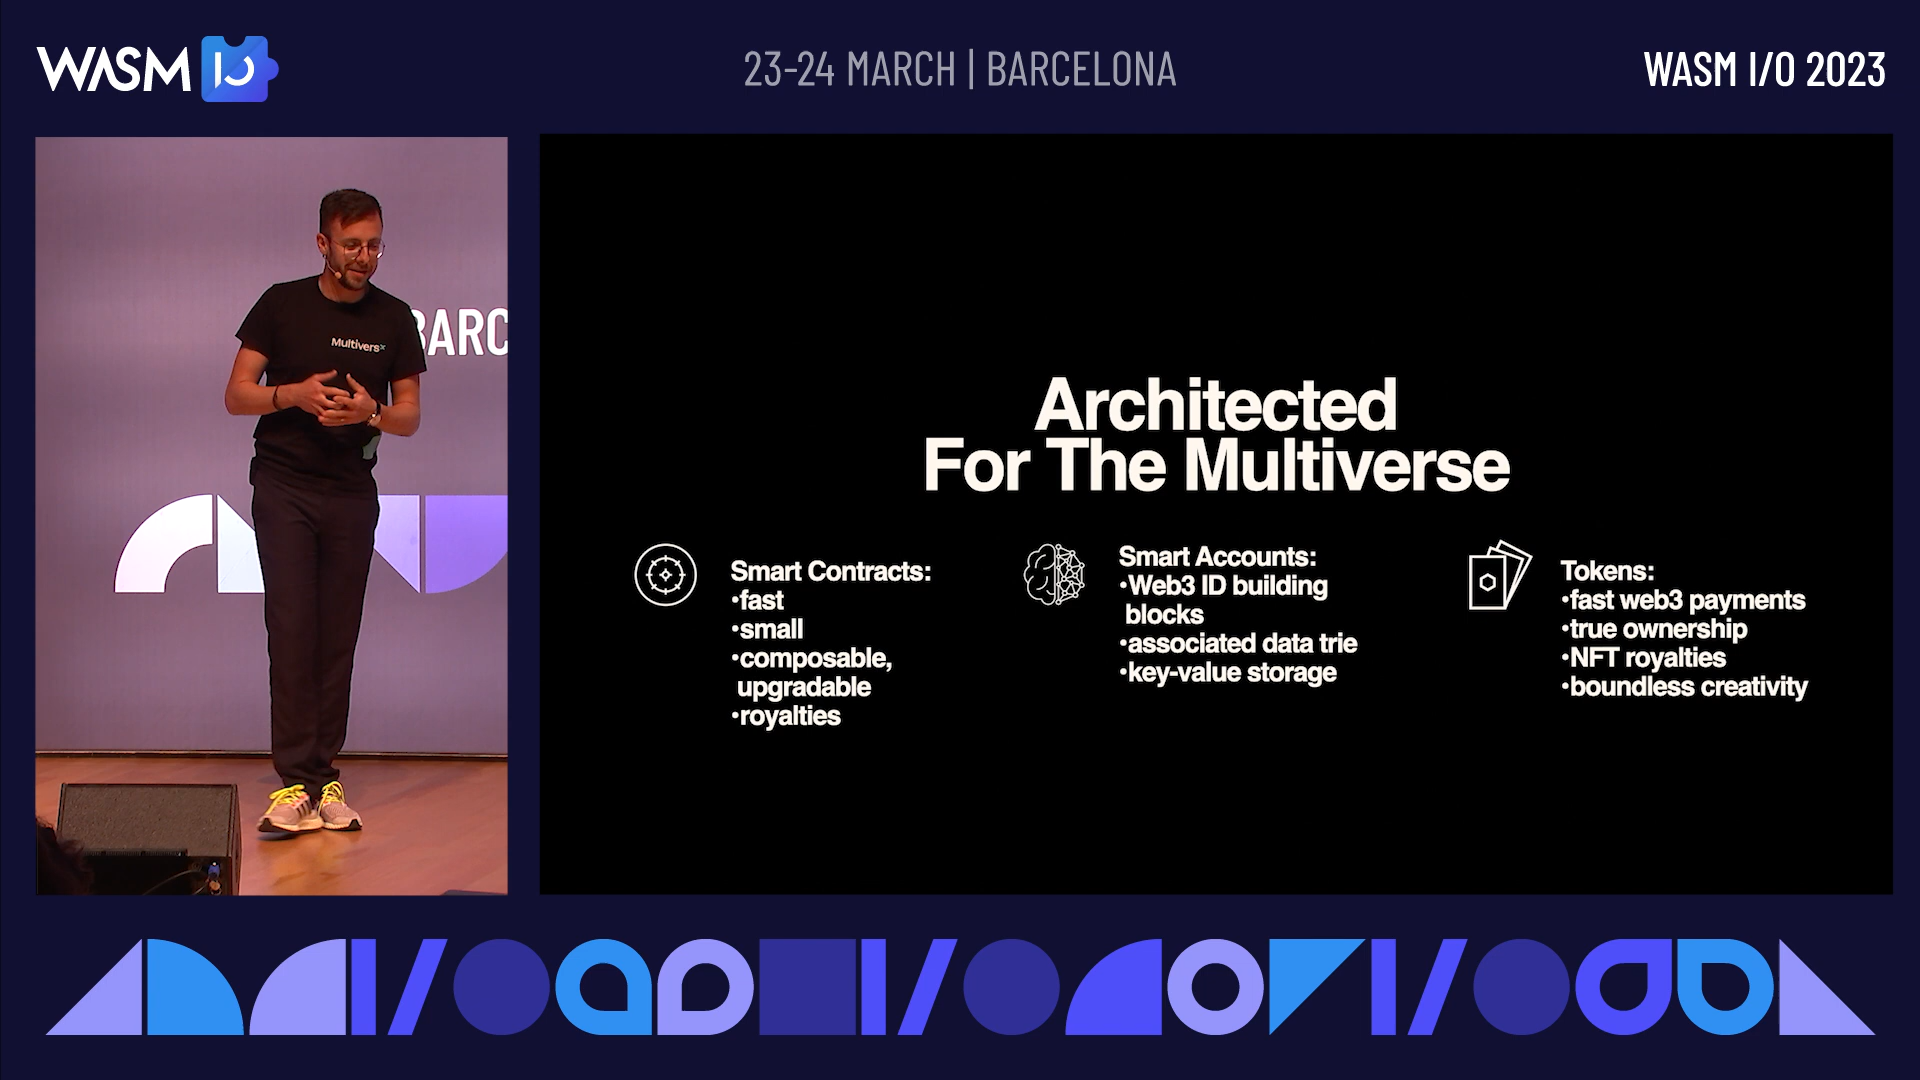 WASM IO
23-24 MARCH | BARCELONA
WASM I/O 2023
BARC
Multivers×
Architected
For The Multiverse
Smart Contracts:
•fast
•small
•composable,
upgradable
•royalties
Smart Accounts:
•Web3 ID building
blocks
•associated data trie
•key-value storage
Tokens:
•fast web3 payments
•true ownership
•NFT royalties
•boundless creativity